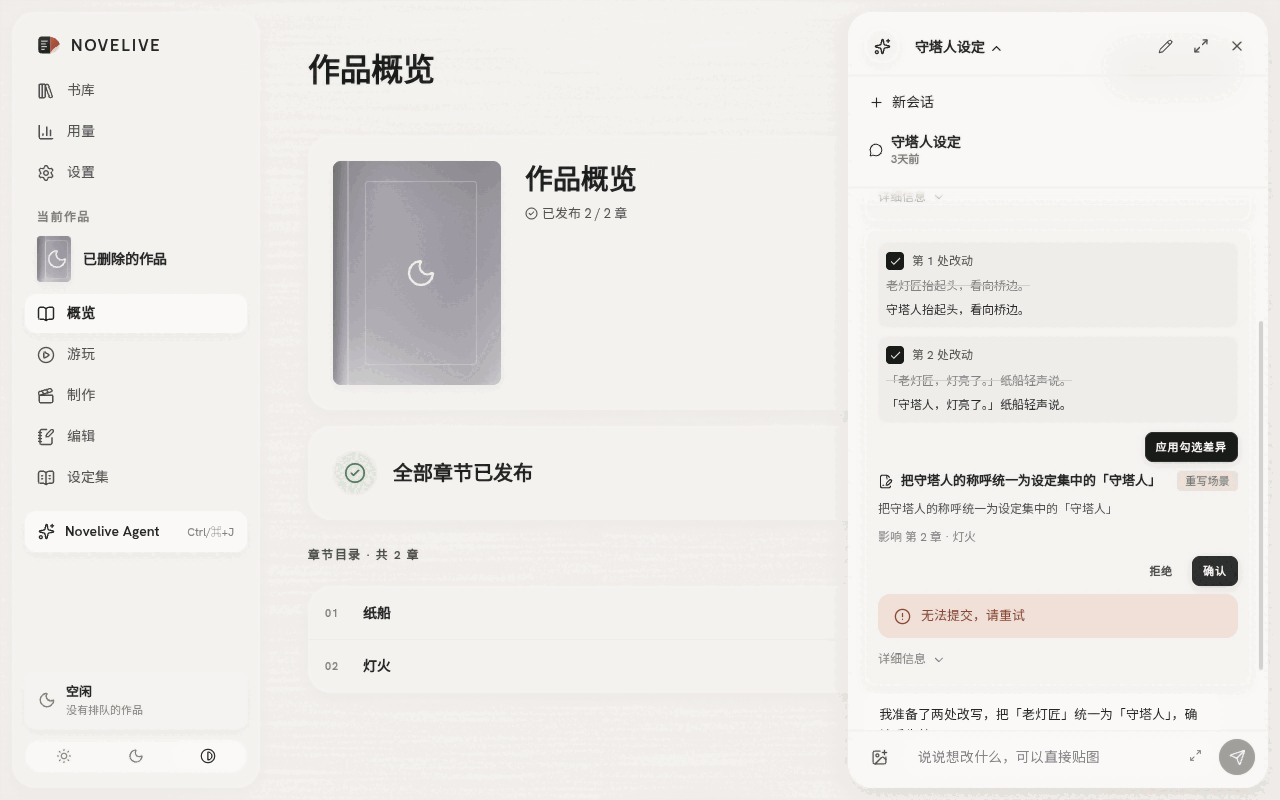 NOVELIVE
书库
用量
设置
当前作品
已删除的作品
概览
游玩
制作
编辑
设定集
Novelive Agent Ctrl/⌘+J
空闲
没有排队的作品
作品概览
作品概览
已发布 2 / 2 章
全部章节已发布
章节目录 · 共 2 章
01 纸船
02 灯火
守塔人设定
新会话
守塔人设定
3天前
详细信息
第 1 处改动
老灯匠抬起头，看向桥边。
守塔人抬起头，看向桥边。
第 2 处改动
「老灯匠，灯亮了。」纸船轻声说。
「守塔人，灯亮了。」纸船轻声说。
应用勾选差异
把守塔人的称呼统一为设定集中的「守塔人」 重写场景
把守塔人的称呼统一为设定集中的「守塔人」
影响 第 2 章 · 灯火
拒绝 确认
无法提交，请重试
详细信息
我准备了两处改写，把「老灯匠」统一为「守塔人」，确
说说想改什么，可以直接贴图